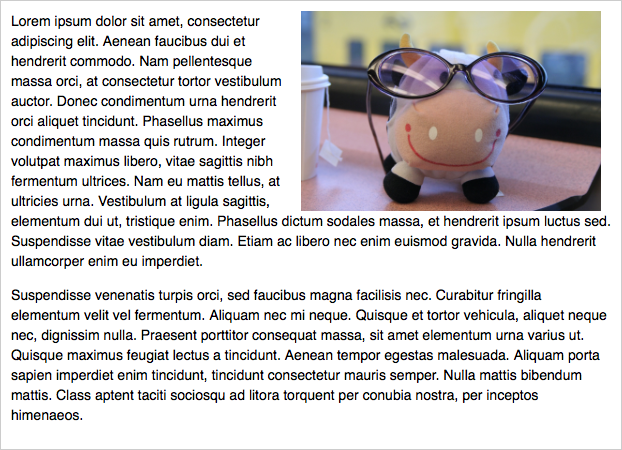 Lorem ipsum dolor sit amet, consectetur
adipiscing elit. Aenean faucibus dui et
hendrerit commodo. Nam pellentesque
massa orci, at consectetur tortor vestibulum
auctor. Donec condimentum urna hendrerit
orci aliquet tincidunt. Phasellus maximus
condimentum massa quis rutrum. Integer
volutpat maximus libero, vitae sagittis nibh
fermentum ultrices. Nam eu mattis tellus, at
ultricies urna. Vestibulum at ligula sagittis,
elementum dui ut, tristique enim. Phasellus dictum sodales massa, et hendrerit ipsum luctus sed.
Suspendisse vitae vestibulum diam. Etiam ac libero nec enim euismod gravida. Nulla hendrerit
ullamcorper enim eu imperdiet.
Suspendisse venenatis turpis orci, sed faucibus magna facilisis nec. Curabitur fringilla
elementum velit vel fermentum. Aliquam nec mi neque. Quisque et tortor vehicula, aliquet neque
nec, dignissim nulla. Praesent porttitor consequat massa, sit amet elementum urna varius ut.
Quisque maximus feugiat lectus a tincidunt. Aenean tempor egestas malesuada. Aliquam porta
sapien imperdiet enim tincidunt, tincidunt consectetur mauris semper. Nulla mattis bibendum
mattis. Class aptent taciti sociosqu ad litora torquent per conubia nostra, per inceptos
himenaeos.